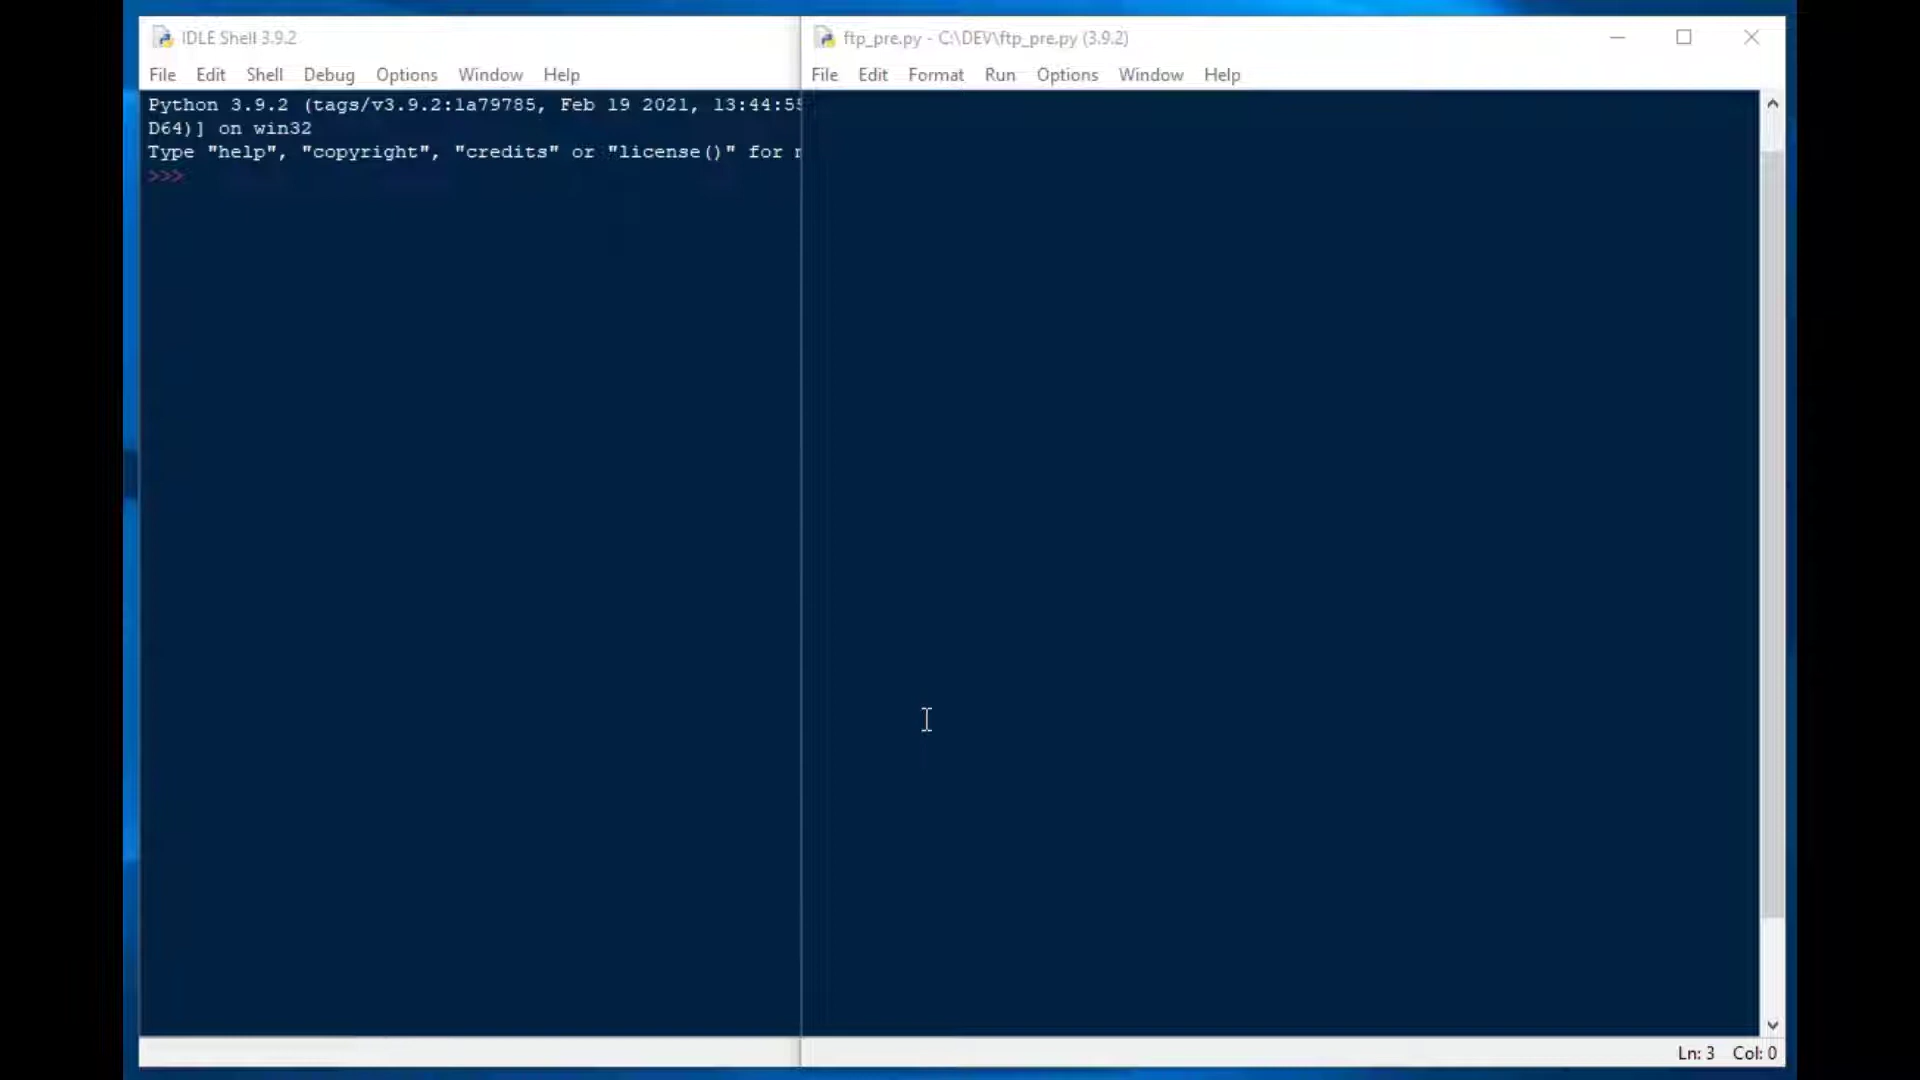 IDLE Shell 3.9.2
File Edit Shell Debug Options Window Help
Python 3.9.2 (tags/v3.9.2:1a79785, Feb 19 2021, 13:44:55
D64)] on win32
Type "help", "copyright", "credits" or "license()" for
>>>
ftp_pre.py - C:\DEV\ftp_pre.py (3.9.2)
File Edit Format Run Options Window Help
Ln: 3 Col: 0